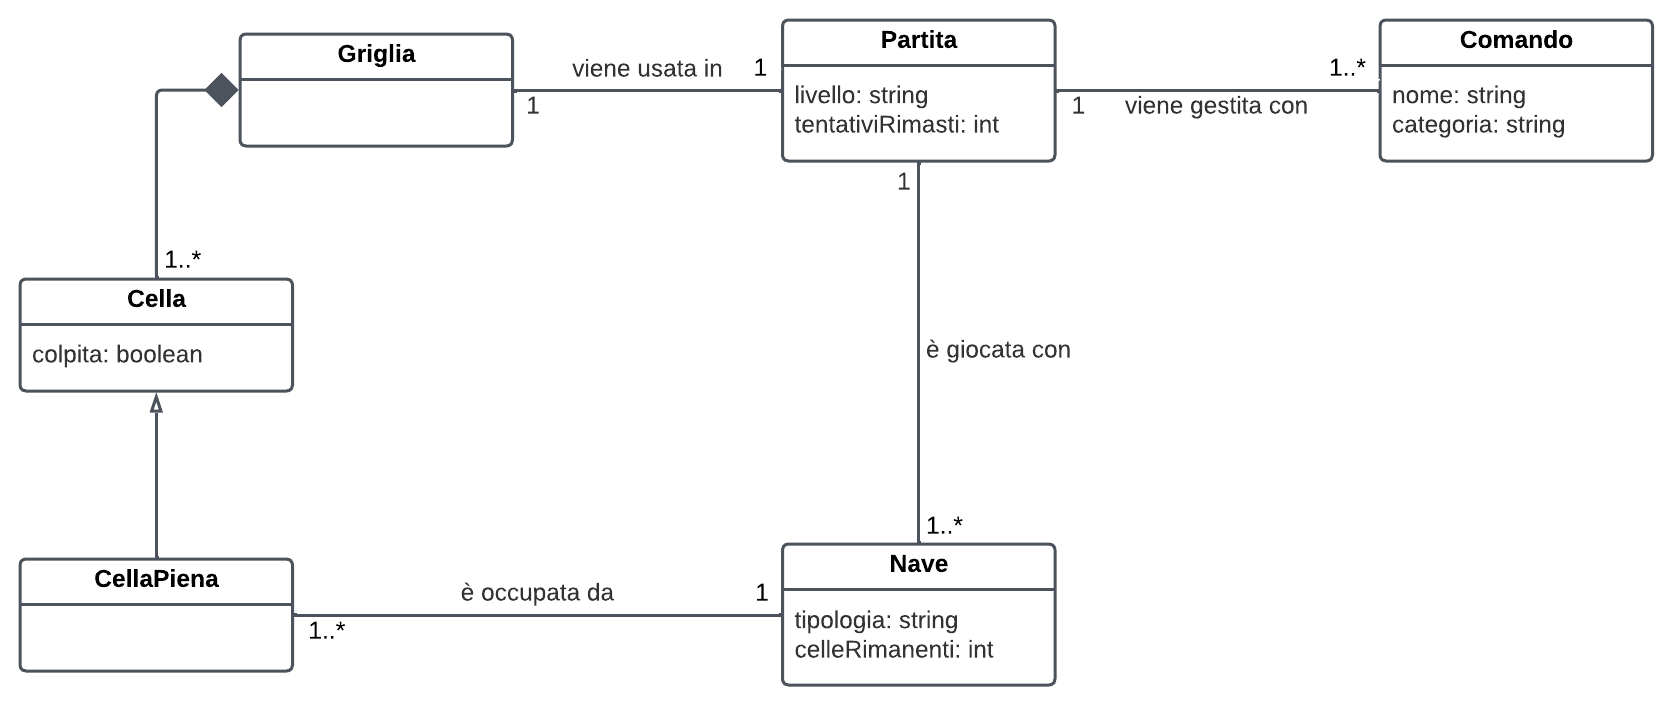 Griglia
viene usata in
1
1
Partita
livello: string
tentativiRimasti: int
1
viene gestita con
1..*
Comando
nome: string
categoria: string
1
1..*
Cella
colpita: boolean
è giocata con
1..*
CellaPiena
è occupata da
1
1..*
Nave
tipologia: string
celleRimanenti: int